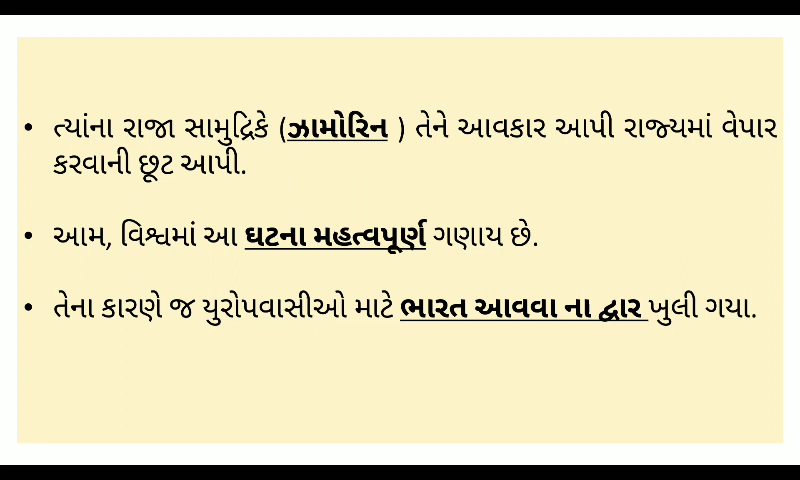 • ત્યાંના રાજા સામુદ્રિકે (ઝામોરિન ) તેને આવકાર આપી રાજ્યમાં વેપાર
કરવાની છૂટ આપી.
• આમ, વિશ્વમાં આ ઘટના મહત્વપૂર્ણ ગણાય છે.
• તેના કારણે જ યુરોપવાસીઓ માટે ભારત આવવા ના દ્વાર ખુલી ગયા.